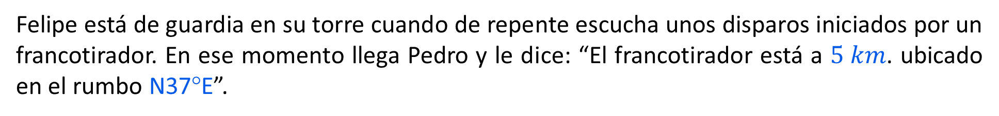 Felipe está de guardia en su torre cuando de repente escucha unos disparos iniciados por un
francotirador. En ese momento llega Pedro y le dice: “El francotirador está a 5 km. ubicado
en el rumbo N37°E”.